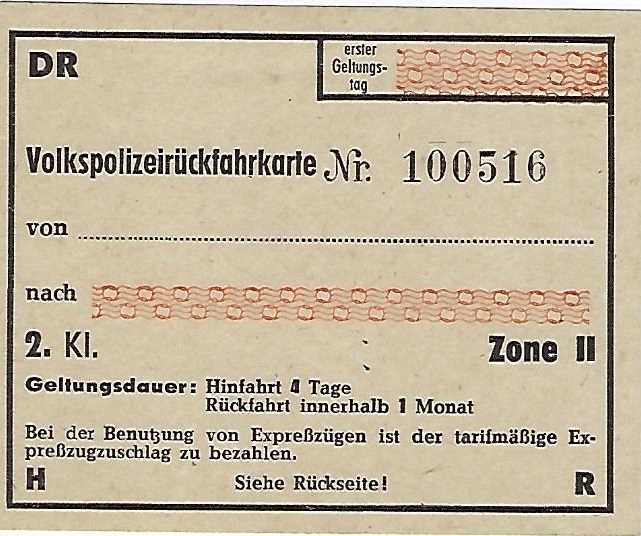 DR
erster
Geltungs-
tag
Volkspolizeirückfahrkarte Nr. 100516
von
nach
2. Kl.
Zone II
Geltungsdauer: Hinfahrt 4 Tage
Rückfahrt innerhalb 1 Monat
Bei der Benutzung von Expreßzügen ist der tarifmäßige Ex-
preßzugzuschlag zu bezahlen.
H Siehe Rückseite! R